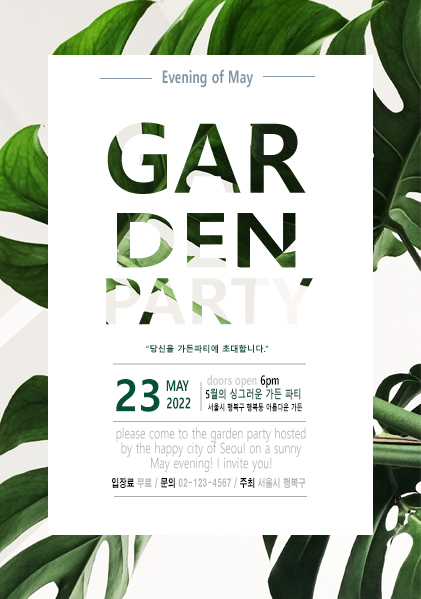 Evening of May
GAR
DEN
PARTY
"당신을 가든파티에 초대합니다."
23 MAY 2022
doors open 6pm
5월의 싱그러운 가든 파티
서울시 행복구 행복동 아름다운 가든
please come to the garden party hosted
by the happy city of Seoul on a sunny
May evening! I invite you!
입장료 무료 / 문의 02-123-4567 / 주최 서울시 행복구